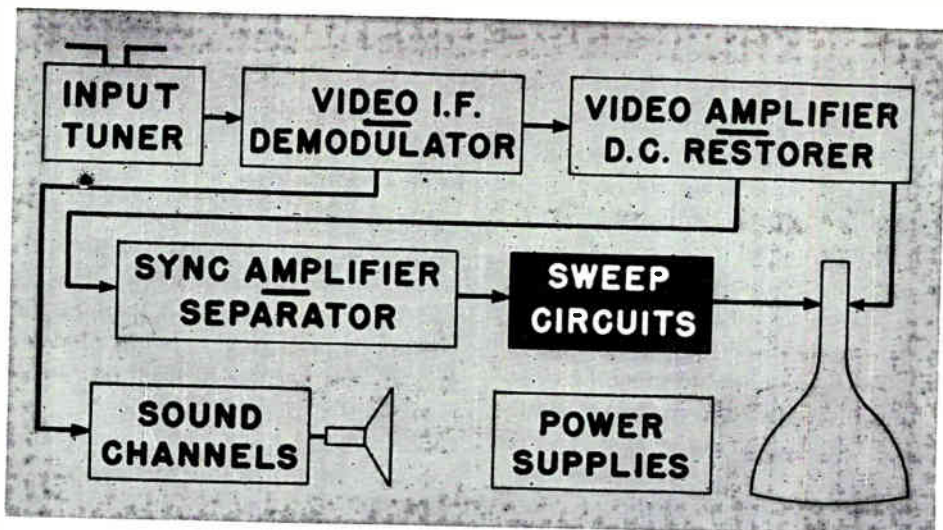 INPUT
TUNER
VIDEO I.F.
DEMODULATOR
VIDEO AMPLIFIER
D.C. RESTORER
SYNC AMPLIFIER
SEPARATOR
SWEEP
CIRCUITS
SOUND
CHANNELS
POWER
SUPPLIES